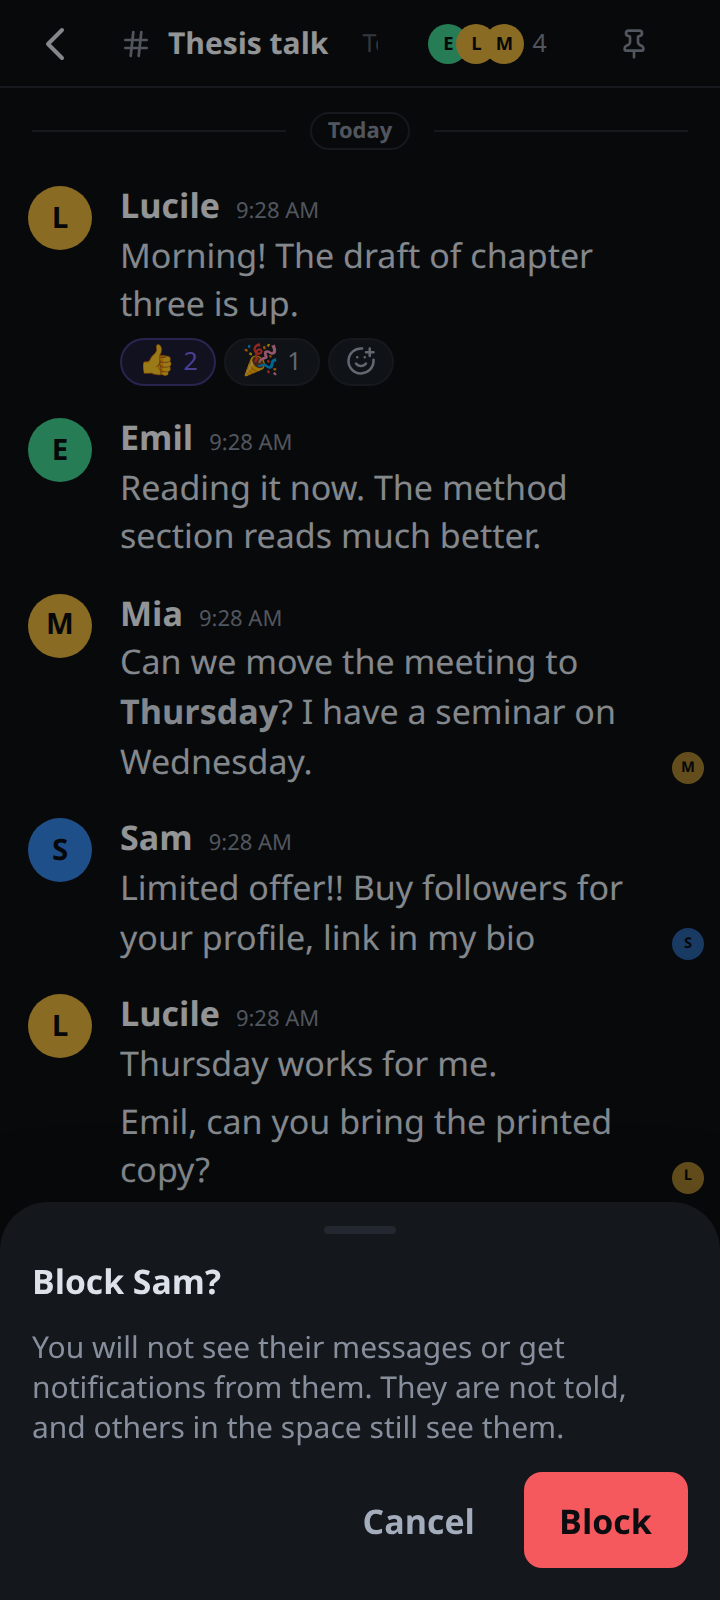 # Thesis talk
E L M 4
Today
L
Lucile 9:28 AM
Morning! The draft of chapter
three is up.
👍 2 🎉 1
E
Emil 9:28 AM
Reading it now. The method
section reads much better.
M
Mia 9:28 AM
Can we move the meeting to
Thursday? I have a seminar on
Wednesday.
M
S
Sam 9:28 AM
Limited offer!! Buy followers for
your profile, link in my bio
S
L
Lucile 9:28 AM
Thursday works for me.
Emil, can you bring the printed
copy?
L
Block Sam?
You will not see their messages or get
notifications from them. They are not told,
and others in the space still see them.
Cancel
Block